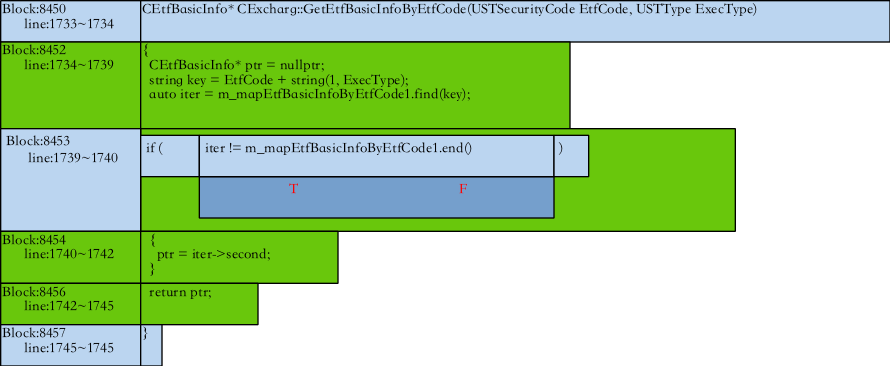 Block:8450 CEtfBasicInfo* CExcharg::GetEtfBasicInfoByEtfCode(USTSecurityCode EtfCode, USTType ExecType)
line:1733~1734
Block:8452 {
line:1734~1739 CEtfBasicInfo* ptr = nullptr;
string key = EtfCode + string(1, ExecType);
auto iter = m_mapEtfBasicInfoByEtfCode1.find(key);
Block:8453 if ( iter != m_mapEtfBasicInfoByEtfCode1.end() )
line:1739~1740
T F
Block:8454 {
line:1740~1742 ptr = iter->second;
}
Block:8456 return ptr;
line:1742~1745
Block:8457 }
line:1745~1745